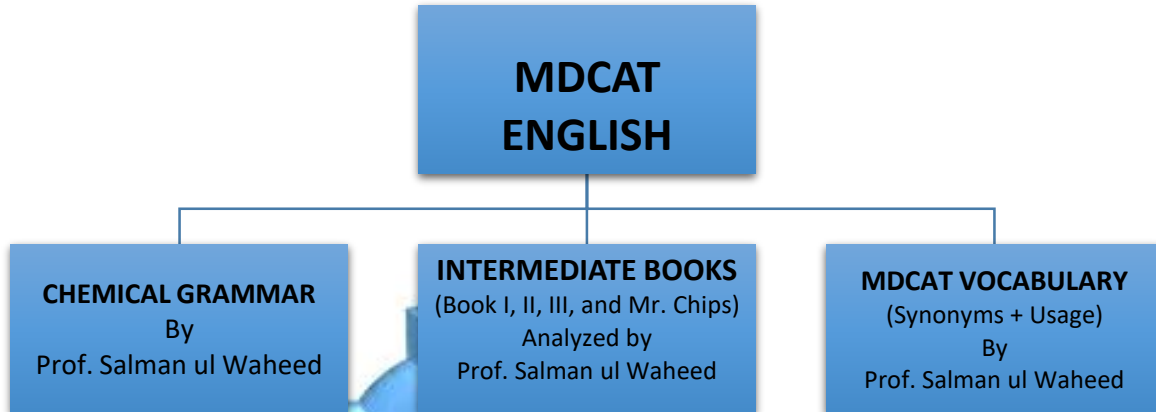 MDCAT
ENGLISH
CHEMICAL GRAMMAR
By
Prof. Salman ul Waheed
INTERMEDIATE BOOKS
(Book I, II, III, and Mr. Chips)
Analyzed by
Prof. Salman ul Waheed
MDCAT VOCABULARY
(Synonyms + Usage)
By
Prof. Salman ul Waheed